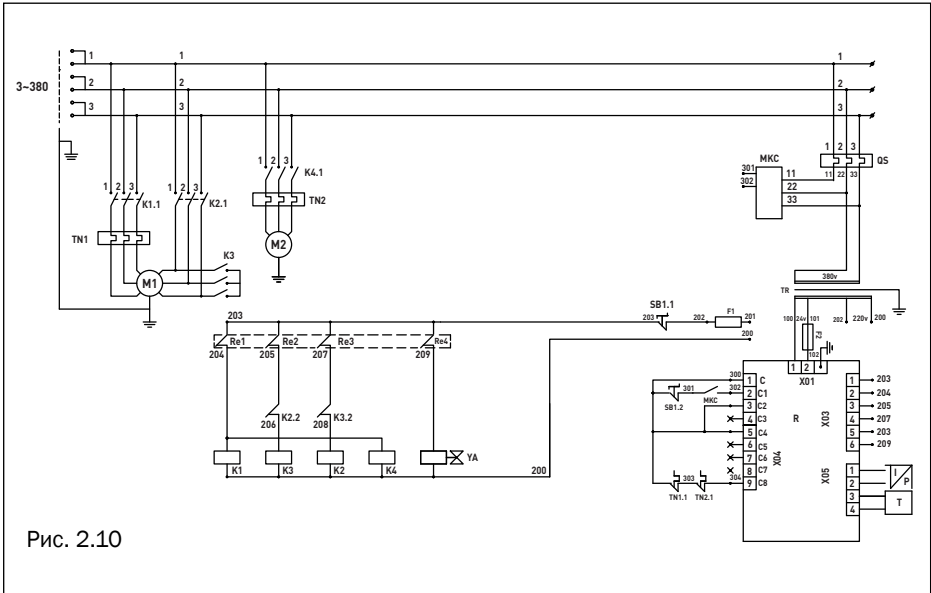 3~380
1
1
1
2
2
2
3
3
3
1 2 3
K1.1
1 2 3
K2.1
1 2 3
K4.1
TN2
M2
TN1
M1
K3
МКС
301
302
11
22
33
1 2 3
QS
11 22 33
380v
TR
100 24v 101
202 220v 200
F2
102
203
SB1.1
203
202
F1
201
200
Re1
Re2
Re3
Re4
204
205
207
209
K2.2
K3.2
206
208
K1
K3
K2
K4
YA
200
1 2
X01
R
X03
X04
X05
300
1 C
301
302
2 C1
SB1.2
МКС
3 C2
4 C3
5 C4
6 C5
7 C6
8 C7
9 C8
303
304
TN1.1
TN2.1
1 203
2 204
3 205
4 207
5 203
6 209
1
2
3
4
I/P
T
Рис. 2.10